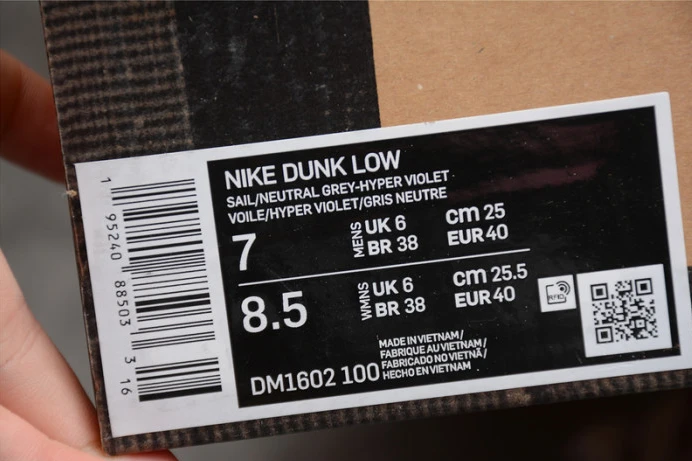 NIKE DUNK LOW
SAIL/NEUTRAL GREY-HYPER VIOLET
VOILE/HYPER VIOLET/GRIS NEUTRE
7 MENS UK 6 cm 25
BR 38 EUR 40
8.5 WMNS UK 6 cm 25.5
BR 38 EUR 40
RFID
DM1602 100
MADE IN VIETNAM/
FABRIQUE AU VIETNAM/
FABRICADO NO VIETNÃ/
HECHO EN VIETNAM
1 95240 88503 3 16